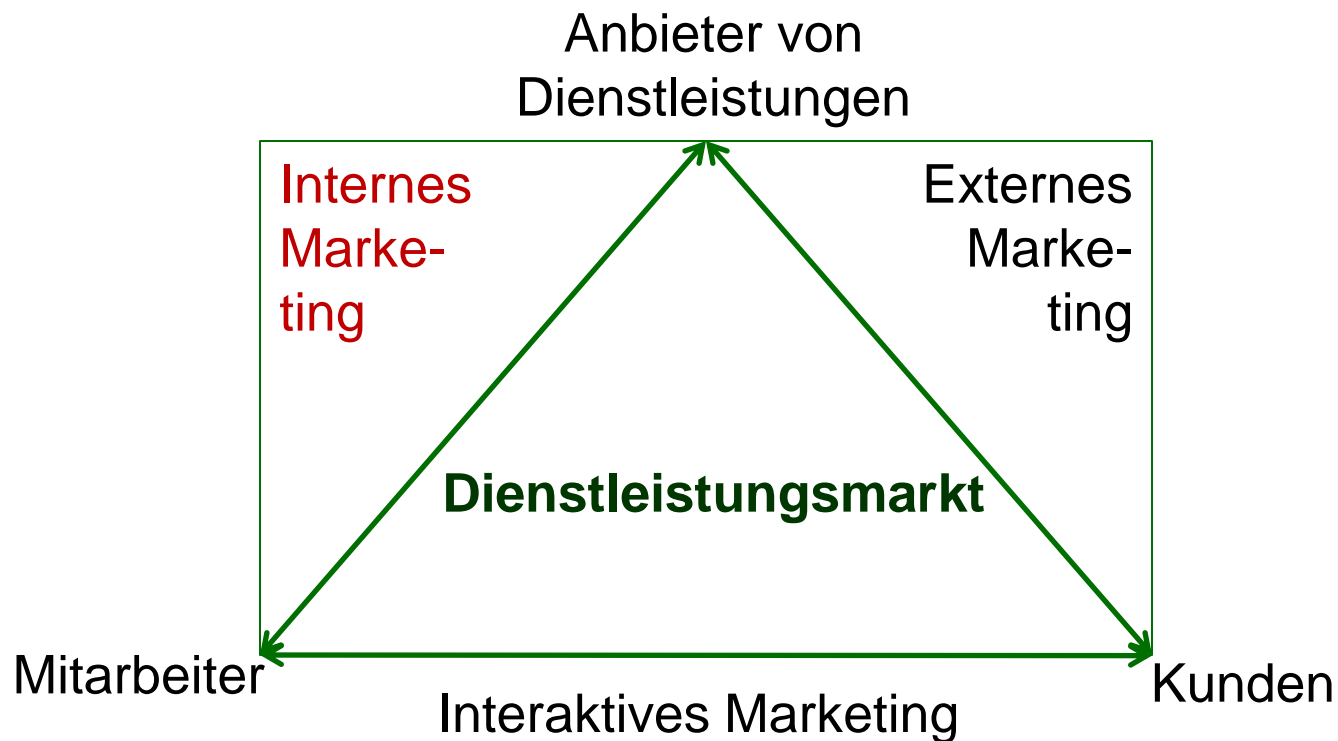 Anbieter von
Dienstleistungen
Internes
Marke-
ting
Externes
Marke-
ting
Dienstleistungsmarkt
Mitarbeiter
Kunden
Interaktives Marketing